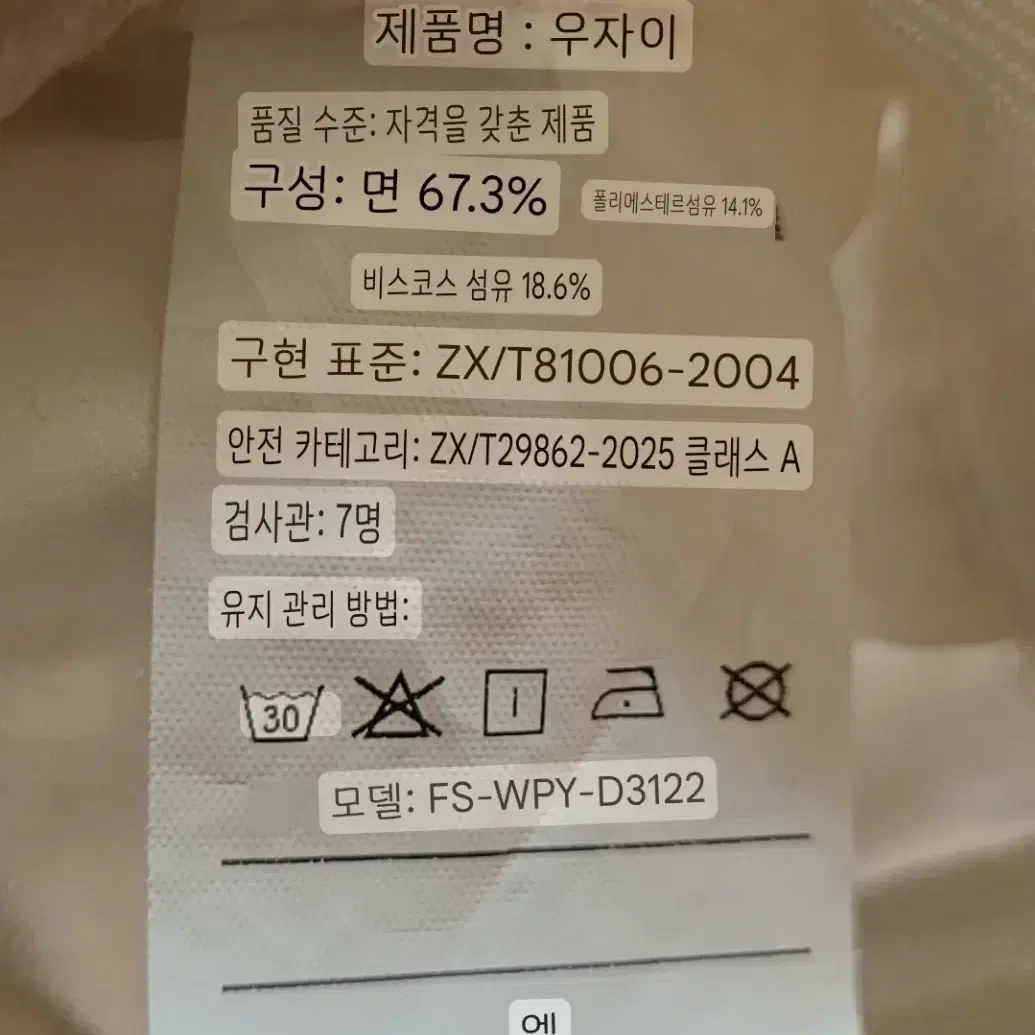 제품명 : 우자이
품질 수준: 자격을 갖춘 제품
구성: 면 67.3% 폴리에스테르섬유 14.1%
비스코스 섬유 18.6%
구현 표준: ZX/T81006-2004
안전 카테고리: ZX/T29862-2025 클래스 A
검사관: 7명
유지 관리 방법:
30
모델: FS-WPY-D3122